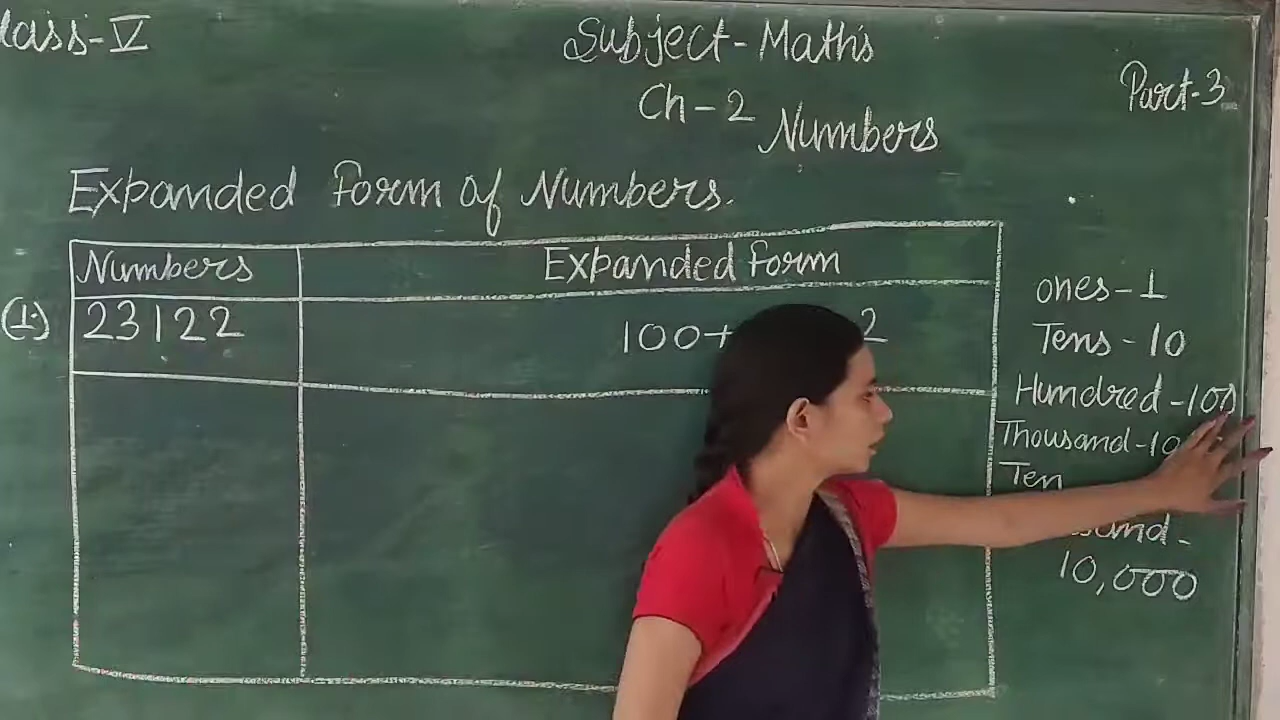 lass-V
Subject-Maths
Part-3
Ch-2 Numbers
Expanded Form of Numbers.
Numbers Expanded Form
(1.) 23122 100+ 2
ones-1
Tens-10
Hundred-100
Thousand-10
Ten
sand-
10,000